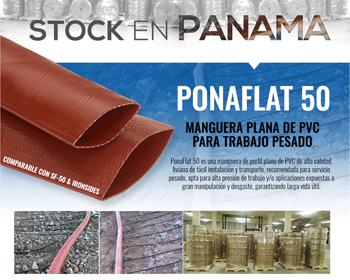 STOCK EN PANAMA
PONAFLAT 50
MANGUERA PLANA DE PVC
PARA TRABAJO PESADO
COMPARABLE CON SF-50 & IRONSIDES
PonaFlat 50 es una manguera de perfil plano de PVC de alta calidad,
liviana de fácil instalación y transporte, recomendada para servicio
pesado, apta para alta presión de trabajo y/o aplicaciones expuestas a
gran manipulación y desgaste, garantizando larga vida útil.